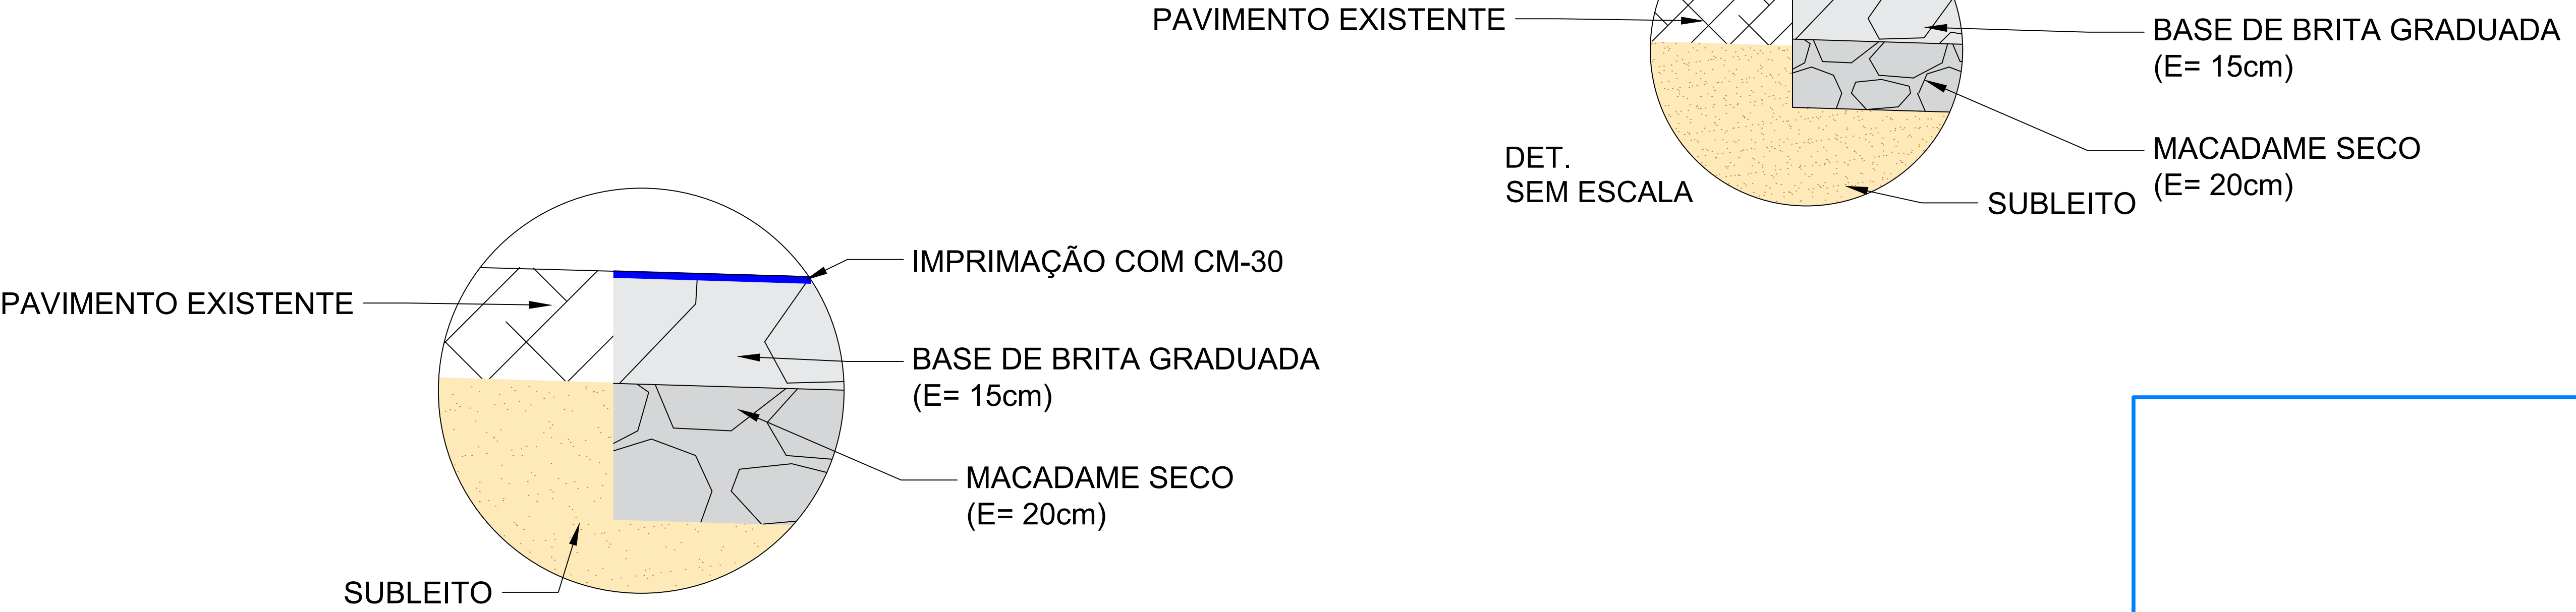 PAVIMENTO EXISTENTE
BASE DE BRITA GRADUADA
(E= 15cm)
MACADAME SECO
(E= 20cm)
DET.
SEM ESCALA
SUBLEITO
IMPRIMAÇÃO COM CM-30
PAVIMENTO EXISTENTE
BASE DE BRITA GRADUADA
(E= 15cm)
MACADAME SECO
(E= 20cm)
SUBLEITO